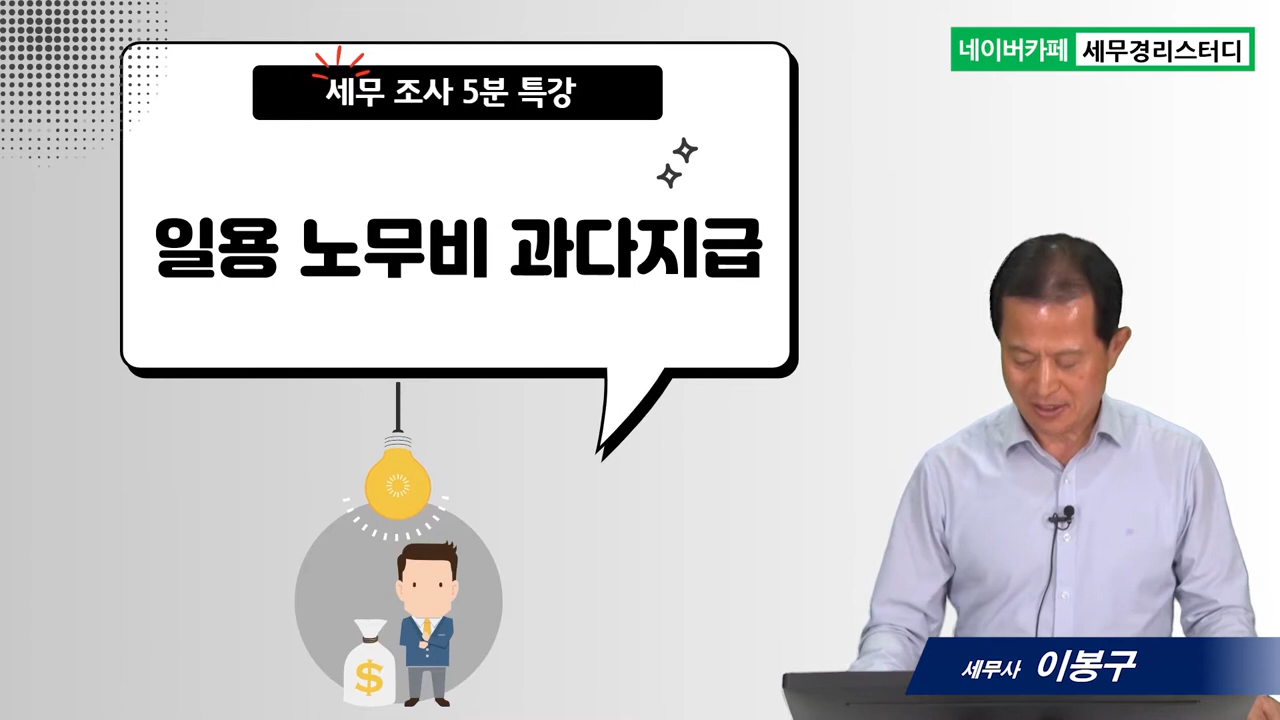 네이버카페 세무경리스터디
세무 조사 5분 특강
일용 노무비 과다지급
$
세무사 이봉구